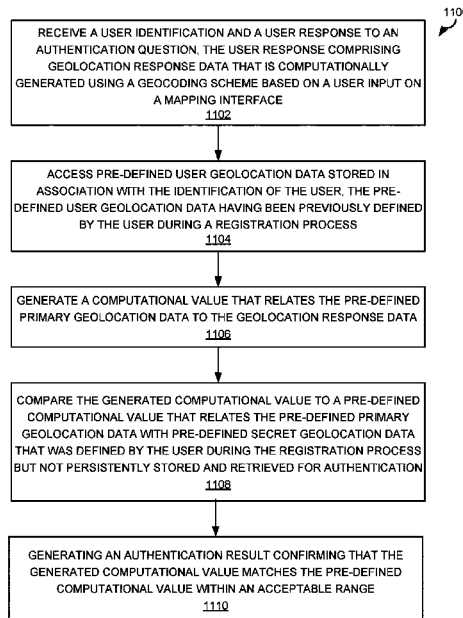 110
RECEIVE A USER IDENTIFICATION AND A USER RESPONSE TO AN
AUTHENTICATION QUESTION, THE USER RESPONSE COMPRISING
GEOLOCATION RESPONSE DATA THAT IS COMPUTATIONALLY
GENERATED USING A GEOCODING SCHEME BASED ON A USER INPUT ON
A MAPPING INTERFACE
1102
ACCESS PRE-DEFINED USER GEOLOCATION DATA STORED IN
ASSOCIATION WITH THE IDENTIFICATION OF THE USER, THE PRE-
DEFINED USER GEOLOCATION DATA HAVING BEEN PREVIOUSLY DEFINED
BY THE USER DURING A REGISTRATION PROCESS
1104
GENERATE A COMPUTATIONAL VALUE THAT RELATES THE PRE-DEFINED
PRIMARY GEOLOCATION DATA TO THE GEOLOCATION RESPONSE DATA
1106
COMPARE THE GENERATED COMPUTATIONAL VALUE TO A PRE-DEFINED
COMPUTATIONAL VALUE THAT RELATES THE PRE-DEFINED PRIMARY
GEOLOCATION DATA WITH PRE-DEFINED SECRET GEOLOCATION DATA
THAT WAS DEFINED BY THE USER DURING THE REGISTRATION PROCESS
BUT NOT PERSISTENTLY STORED AND RETRIEVED FOR AUTHENTICATION
1108
GENERATING AN AUTHENTICATION RESULT CONFIRMING THAT THE
GENERATED COMPUTATIONAL VALUE MATCHES THE PRE-DEFINED
COMPUTATIONAL VALUE WITHIN AN ACCEPTABLE RANGE
1110